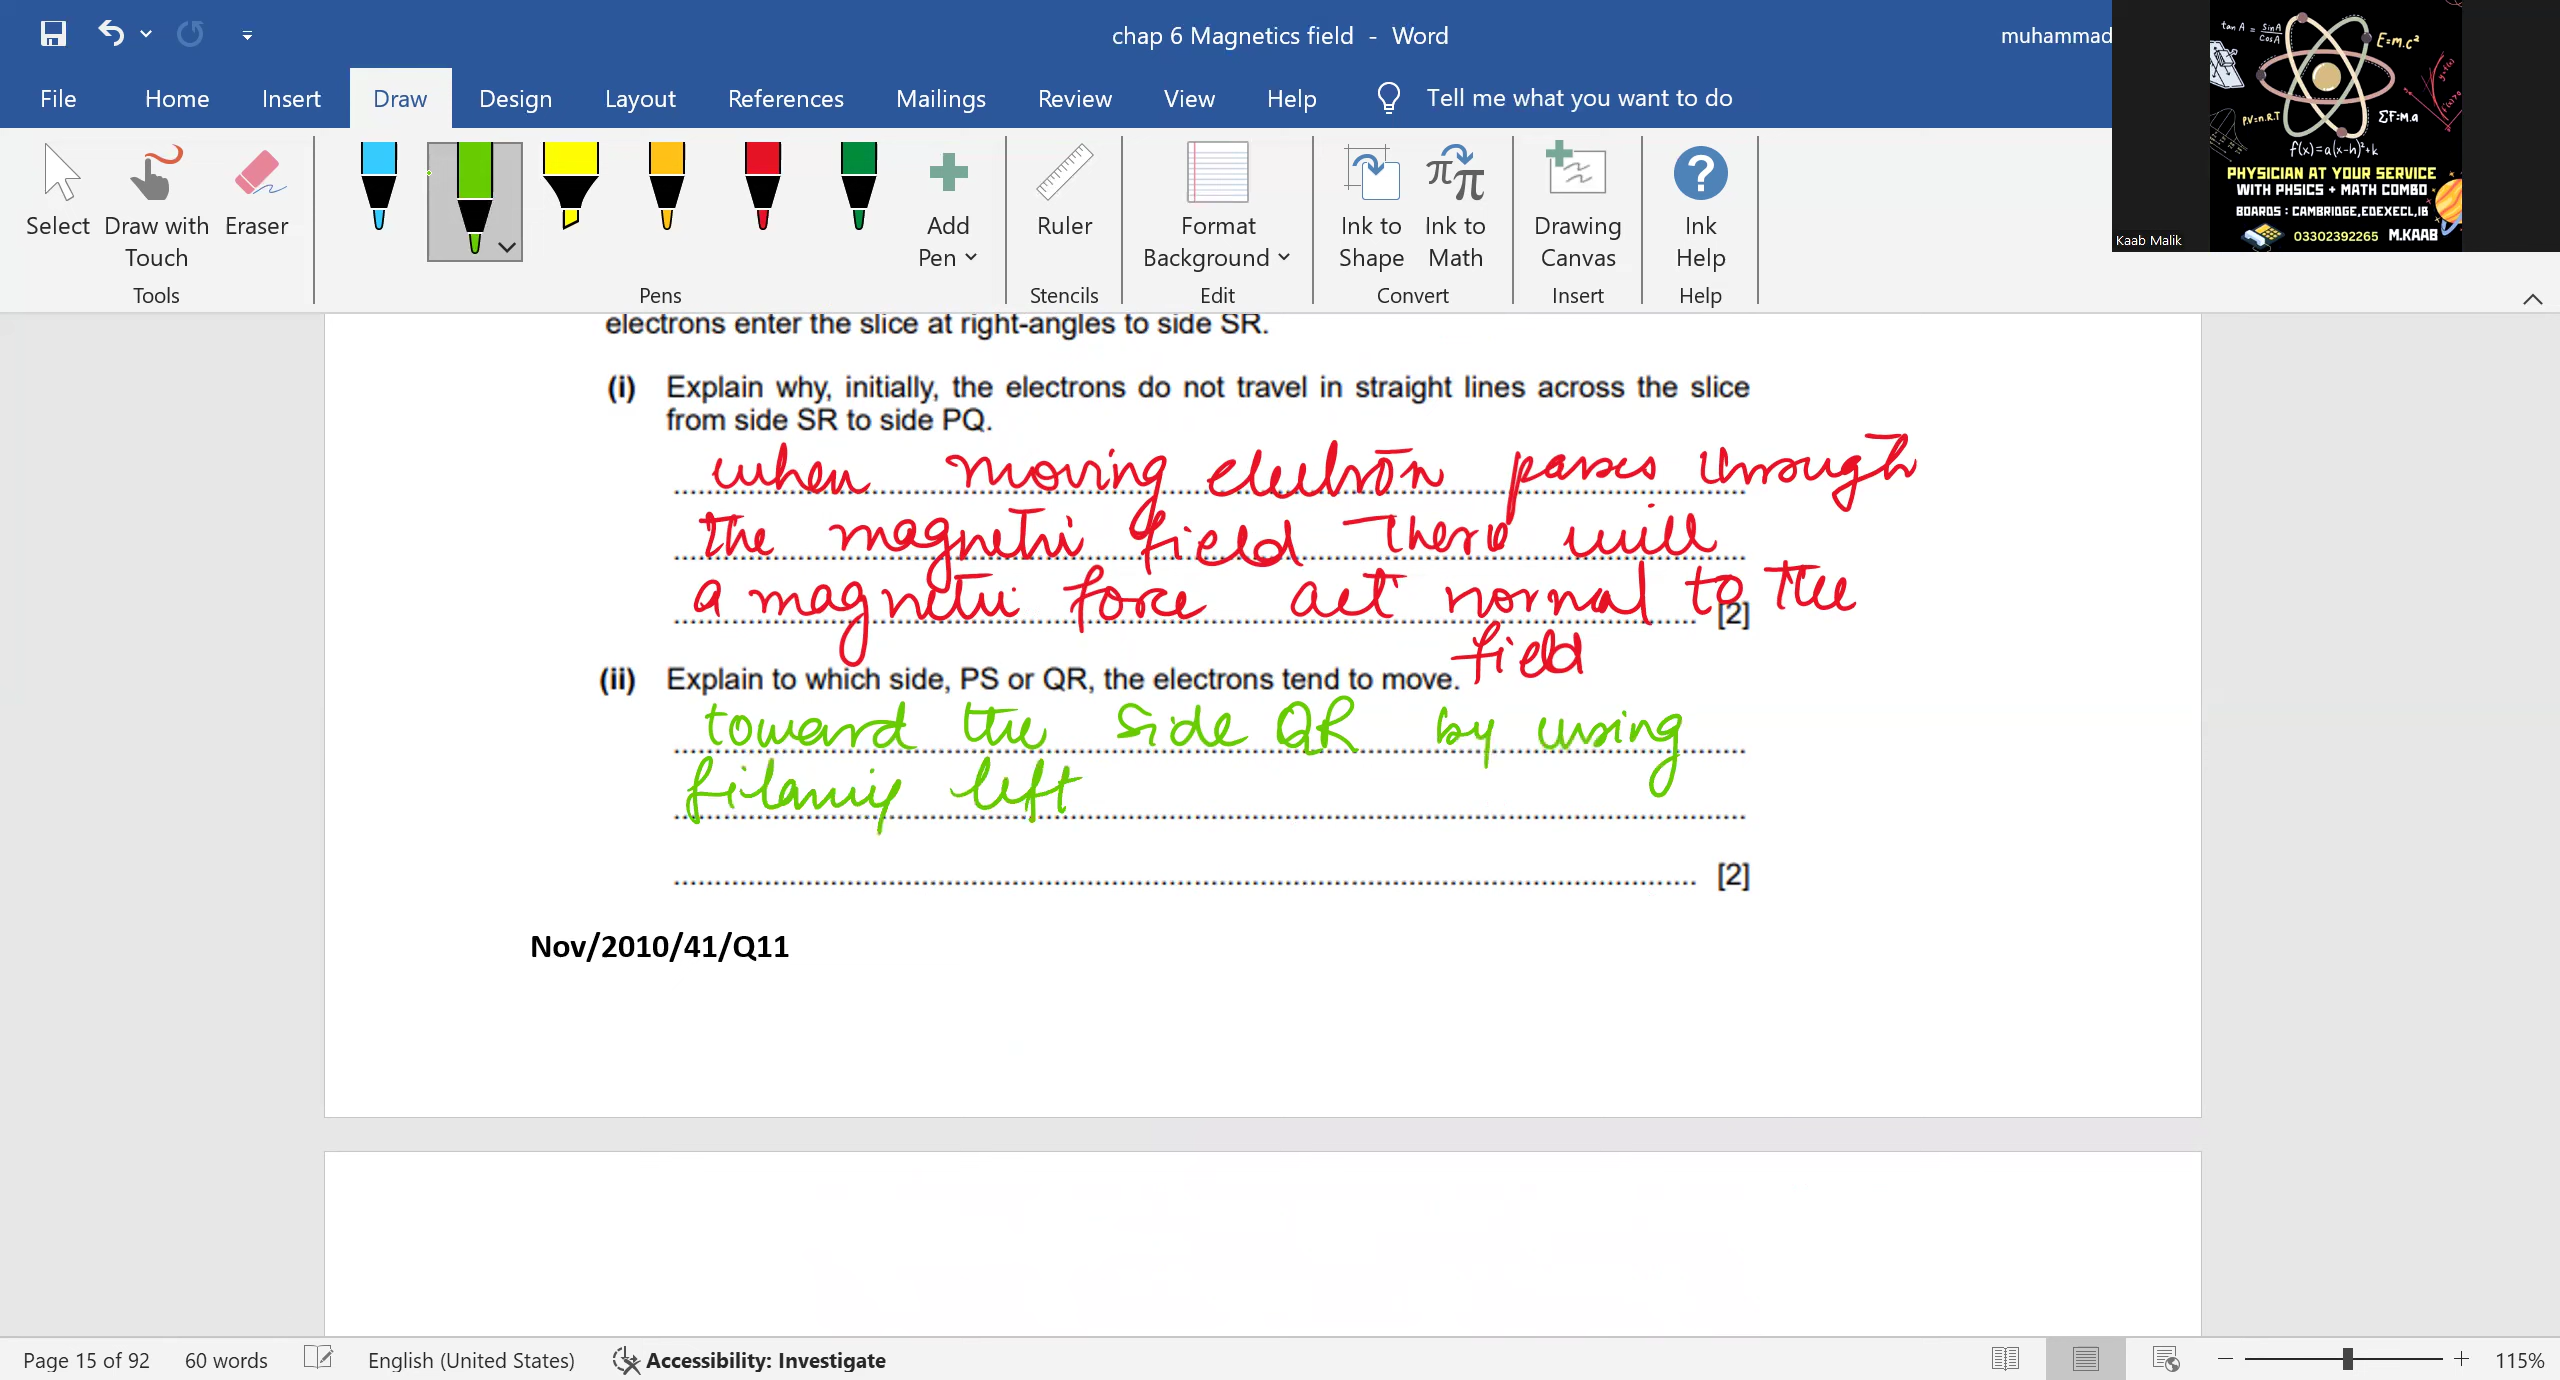 chap 6 Magnetics field - Word
muhammad
File Home Insert Draw Design Layout References Mailings Review View Help Tell me what you want to do
Select Draw with Touch Eraser
Tools
Pens
Add Pen
Ruler
Stencils
Format Background
Edit
Ink to Shape Ink to Math
Convert
Drawing Canvas
Insert
Ink Help
Help
tan A = SinA/CosA
E=m.c²
P.V=n.R.T
ΣF=M.a
f(x)=a(x-h)²+k
PHYSICIAN AT YOUR SERVICE
WITH PHSICS + MATH COMBO
BOARDS : CAMBRIDGE,EDEXECL,IB
03302392265 M.KAAB
Kaab Malik
electrons enter the slice at right-angles to side SR.
(i) Explain why, initially, the electrons do not travel in straight lines across the slice
from side SR to side PQ.
when moving electron passes through
the magnetic field there will
a magnetic force act normal to the
[2]
field
(ii) Explain to which side, PS or QR, the electrons tend to move.
toward the side QR by using
left
[2]
Nov/2010/41/Q11
Page 15 of 92 60 words English (United States) Accessibility: Investigate 115%